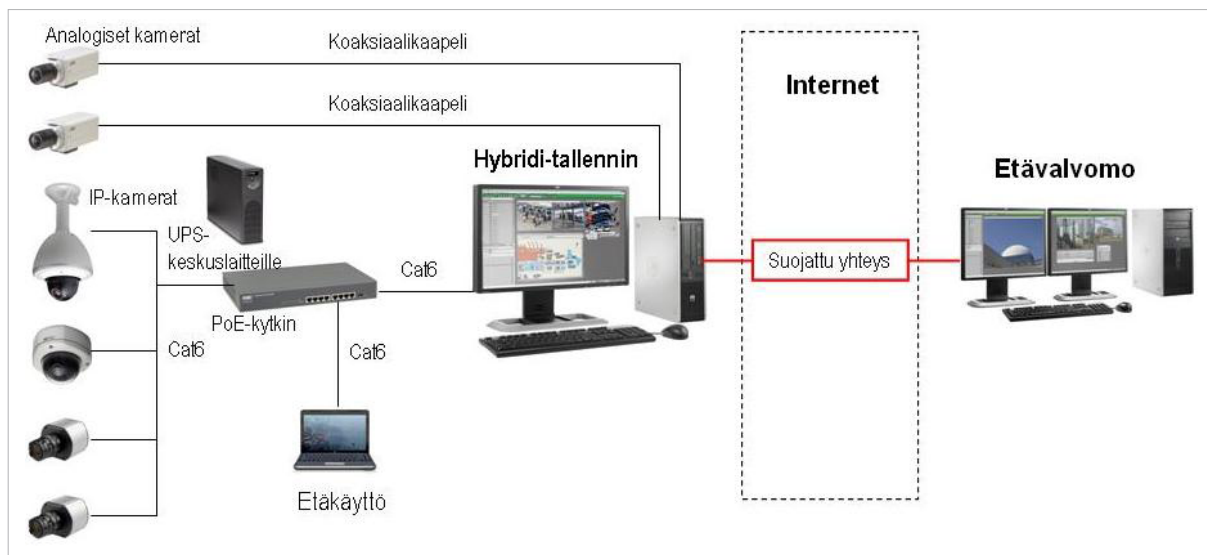 Analogiset kamerat
Koaksiaalikaapeli
Koaksiaalikaapeli
Internet
Hybridi-tallennin
Etävalvomo
IP-kamerat
UPS-
keskuslaitteille
Cat6
Suojattu yhteys
PoE-kytkin
Cat6
Cat6
Etäkäyttö